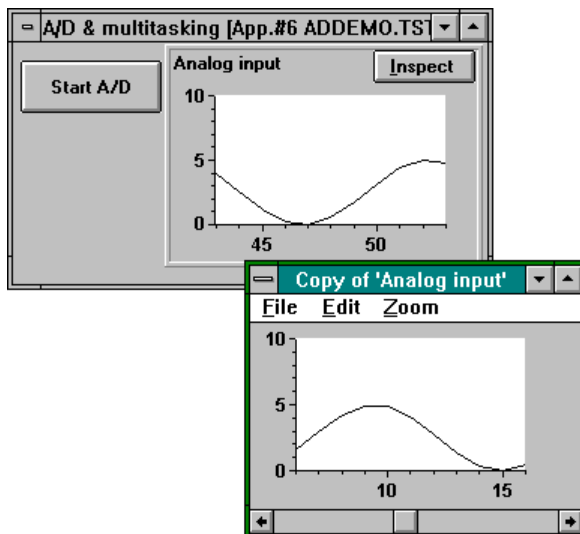 A/D & multitasking [App.#6 ADDEMO.TST
Start A/D
Analog input
Inspect
10
5
0
45 50
Copy of 'Analog input'
File Edit Zoom
10
5
0
10 15